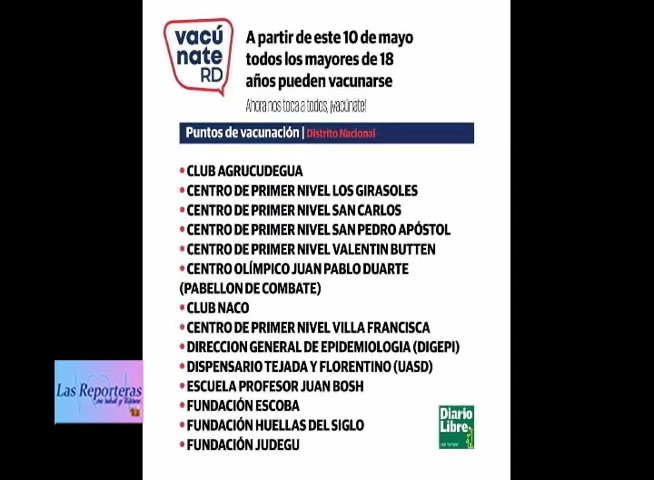 vacú
nate
RD
A partir de este 10 de mayo
todos los mayores de 18
años pueden vacunarse
Ahora nos toca a todos, ¡vacúnate!
Puntos de vacunación | Distrito Nacional
• CLUB AGRUCUDEGUA
• CENTRO DE PRIMER NIVEL LOS GIRASOLES
• CENTRO DE PRIMER NIVEL SAN CARLOS
• CENTRO DE PRIMER NIVEL SAN PEDRO APÓSTOL
• CENTRO DE PRIMER NIVEL VALENTIN BUTTEN
• CENTRO OLÍMPICO JUAN PABLO DUARTE
(PABELLON DE COMBATE)
• CLUB NACO
• CENTRO DE PRIMER NIVEL VILLA FRANCISCA
• DIRECCION GENERAL DE EPIDEMIOLOGIA (DIGEPI)
• DISPENSARIO TEJADA Y FLORENTINO (UASD)
• ESCUELA PROFESOR JUAN BOSH
• FUNDACIÓN ESCOBA
• FUNDACIÓN HUELLAS DEL SIGLO
• FUNDACIÓN JUDEGU
Las Reporteras
Diario
Libre